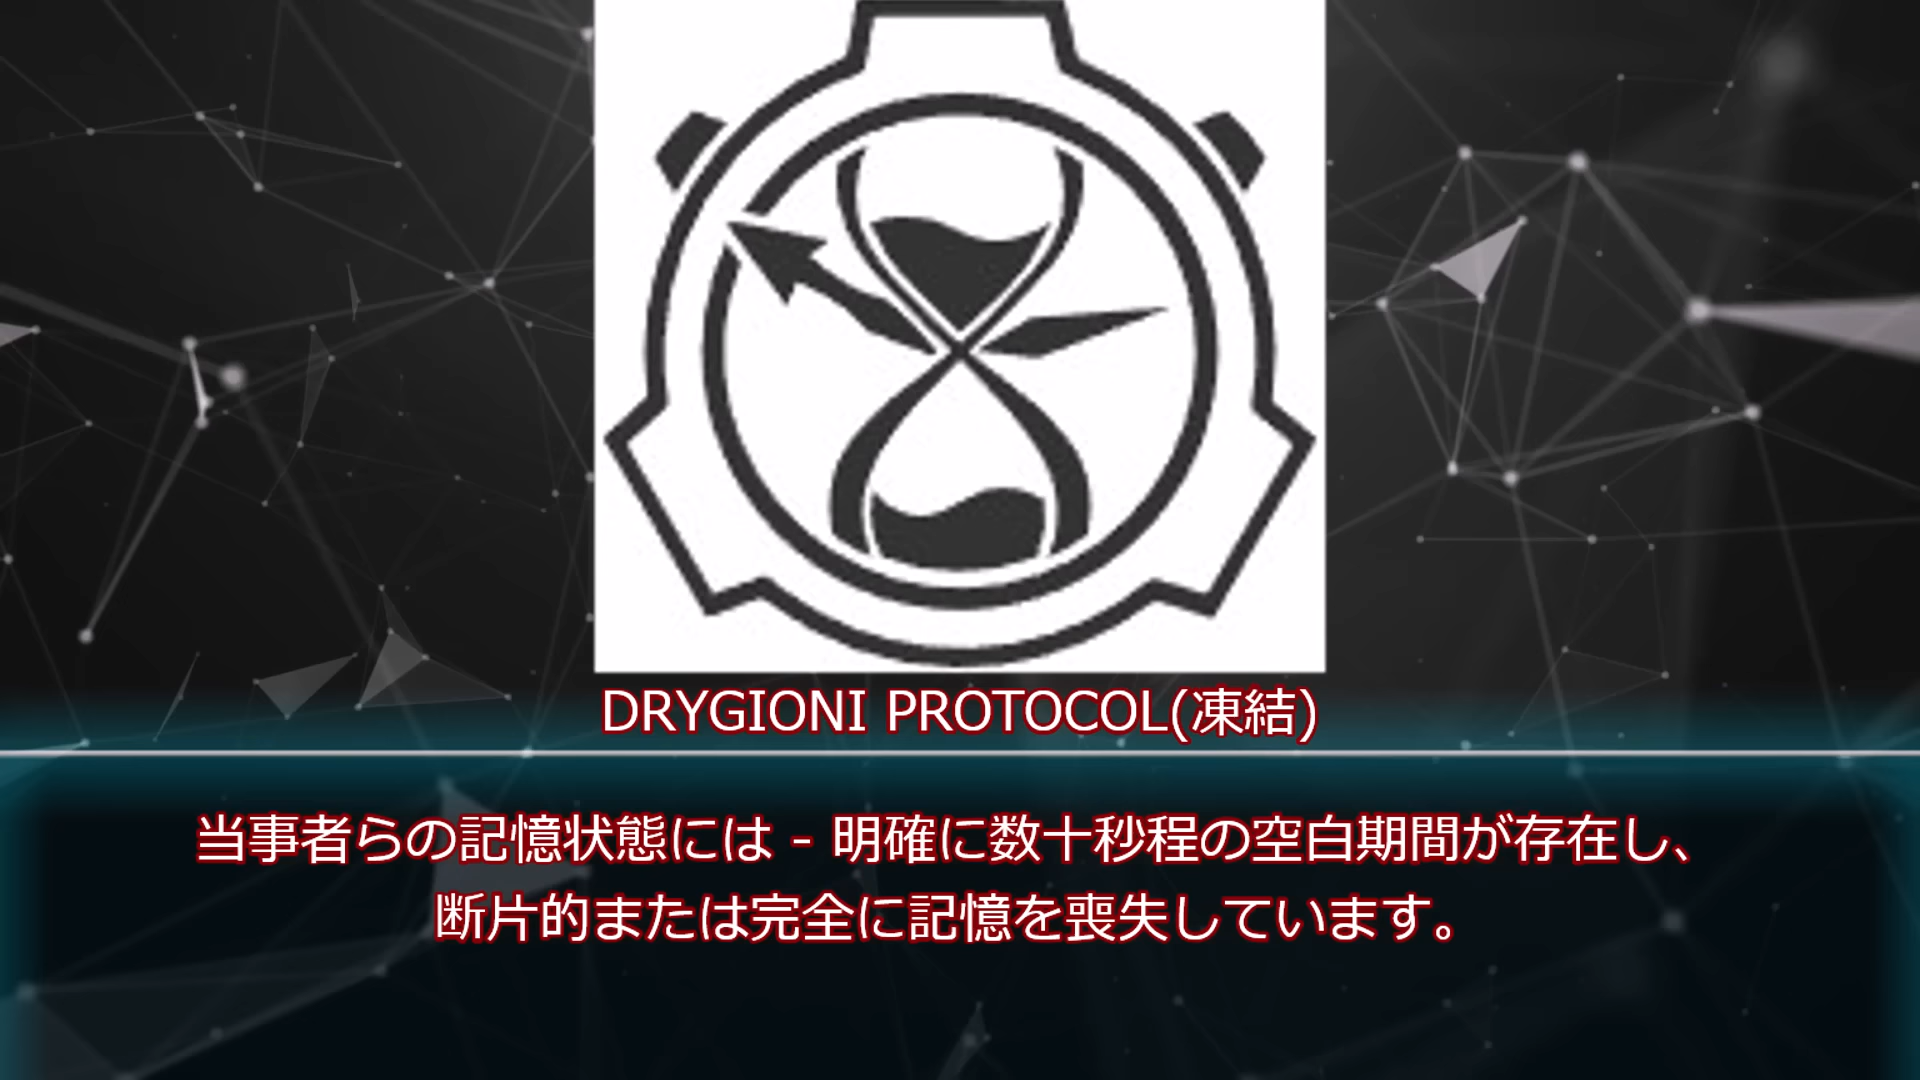 DRYGIONI PROTOCOL(凍結)
当事者らの記憶状態には - 明確に数十秒程の空白期間が存在し、
断片的または完全に記憶を喪失しています。